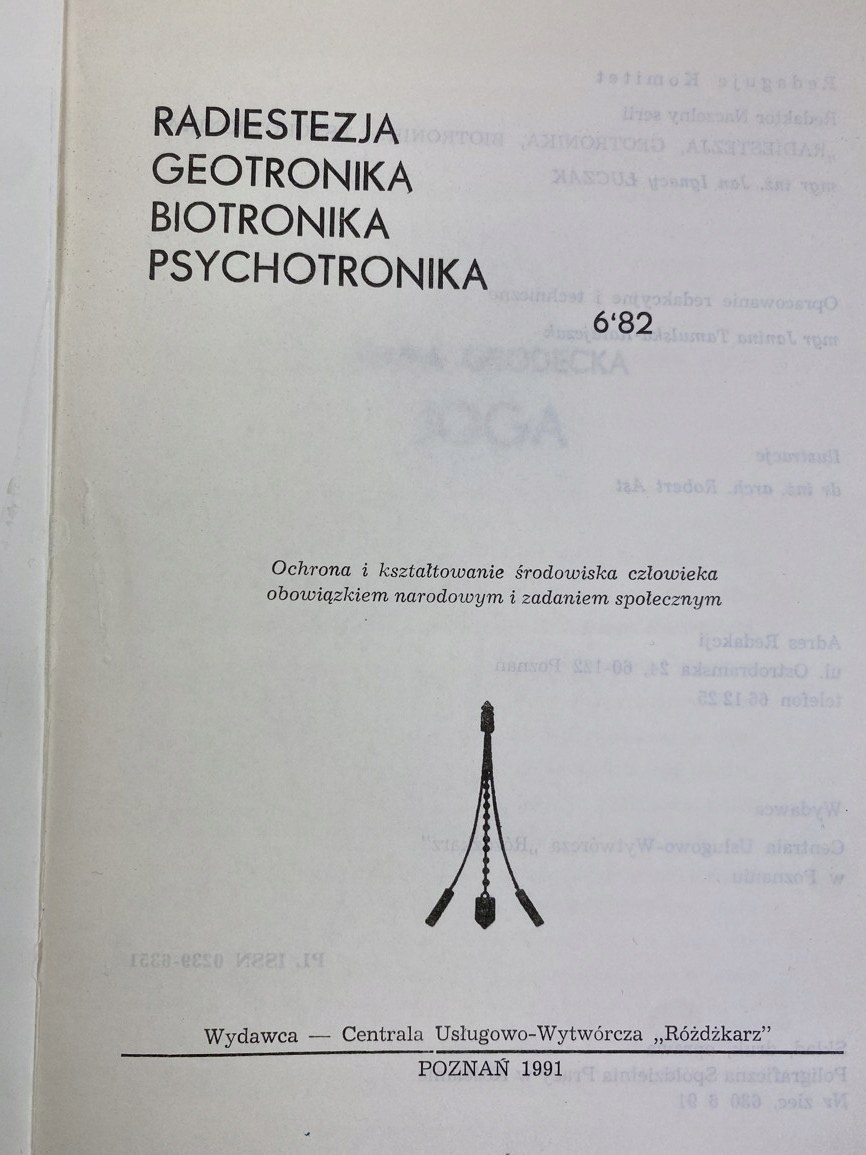 RADIESTEZJA
GEOTRONIKA
BIOTRONIKA
PSYCHOTRONIKA
6'82
Ochrona i kształtowanie środowiska człowieka
obowiązkiem narodowym i zadaniem społecznym
Wydawca — Centrala Usługowo-Wytwórcza „Różdżkarz”
POZNAŃ 1991